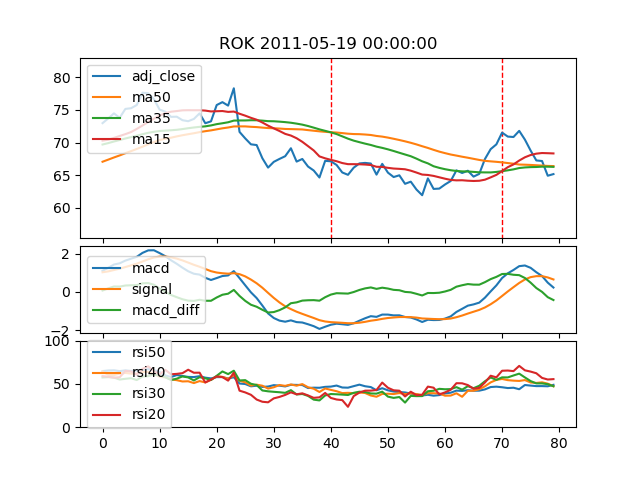 ROK 2011-05-19 00:00:00
80
75
70
65
60
adj_close
ma50
ma35
ma15
2
0
−2
macd
signal
macd_diff
100
50
0
rsi50
rsi40
rsi30
rsi20
0 10 20 30 40 50 60 70 80